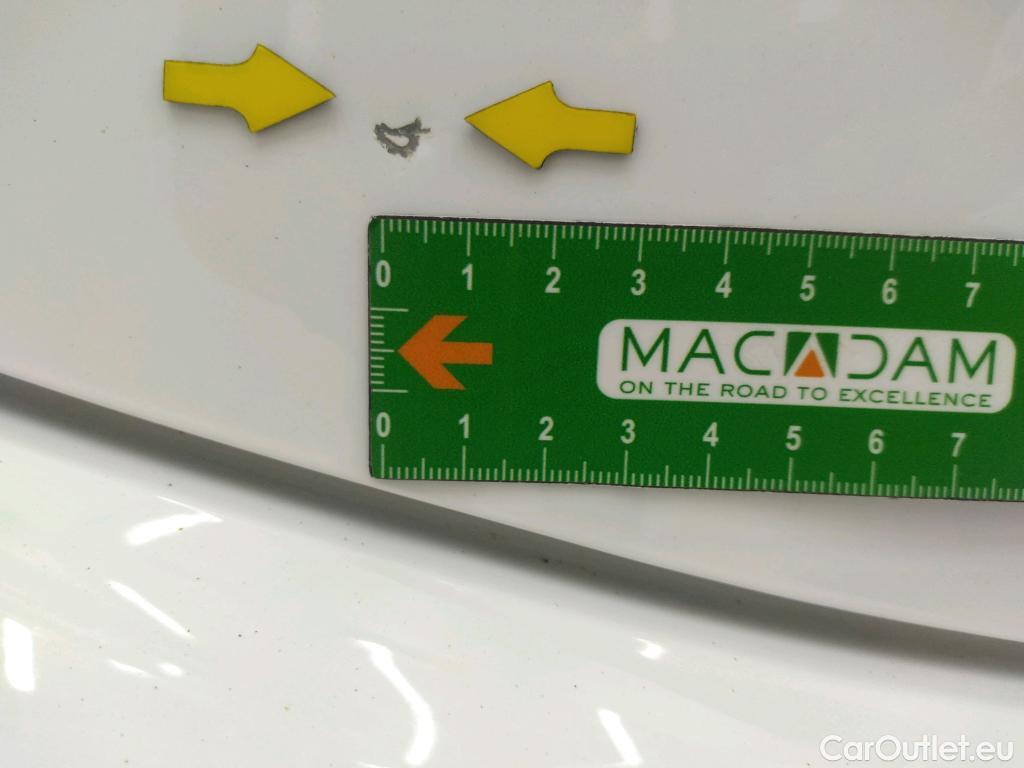 0 1 2 3 4 5 6 7
MACADAM
ON THE ROAD TO EXCELLENCE
0 1 2 3 4 5 6 7
CarOutlet.eu